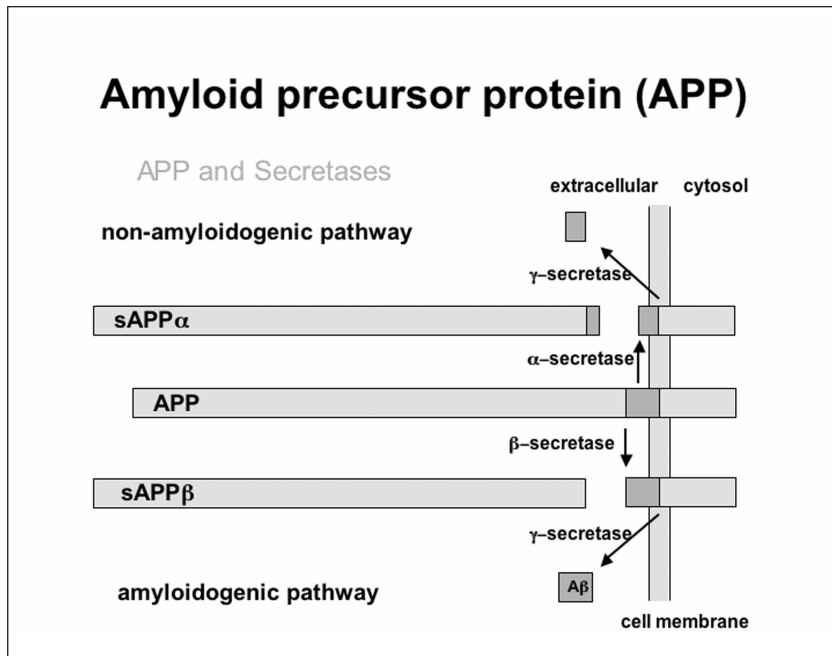 Amyloid precursor protein (APP)
APP and Secretases
extracellular
cytosol
non-amyloidogenic pathway
γ–secretase
sAPPα
α–secretase
APP
β–secretase
sAPPβ
γ–secretase
Aβ
amyloidogenic pathway
cell membrane